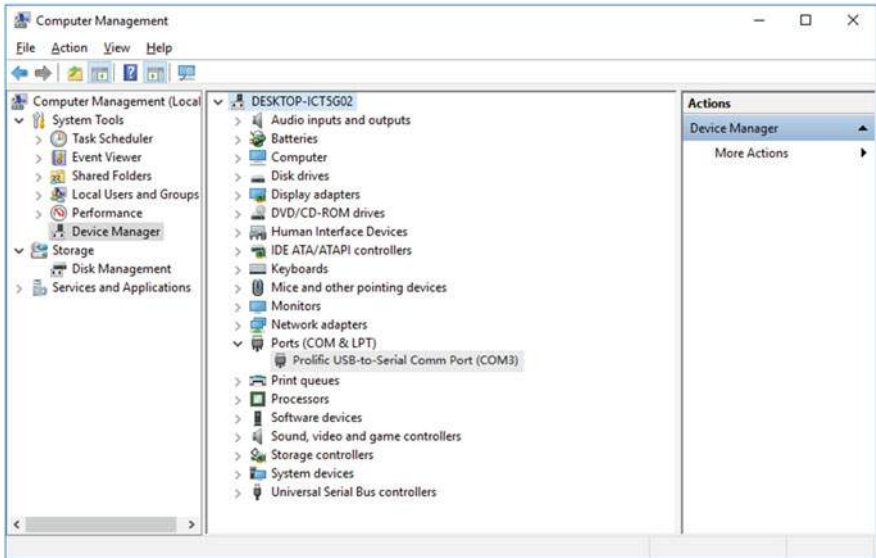 Computer Management
File Action View Help
Computer Management (Local
System Tools
Task Scheduler
Event Viewer
Shared Folders
Local Users and Groups
Performance
Device Manager
Storage
Disk Management
Services and Applications
DESKTOP-ICT5G02
Audio inputs and outputs
Batteries
Computer
Disk drives
Display adapters
DVD/CD-ROM drives
Human Interface Devices
IDE ATA/ATAPI controllers
Keyboards
Mice and other pointing devices
Monitors
Network adapters
Ports (COM & LPT)
Prolific USB-to-Serial Comm Port (COM3)
Print queues
Processors
Software devices
Sound, video and game controllers
Storage controllers
System devices
Universal Serial Bus controllers
Actions
Device Manager
More Actions